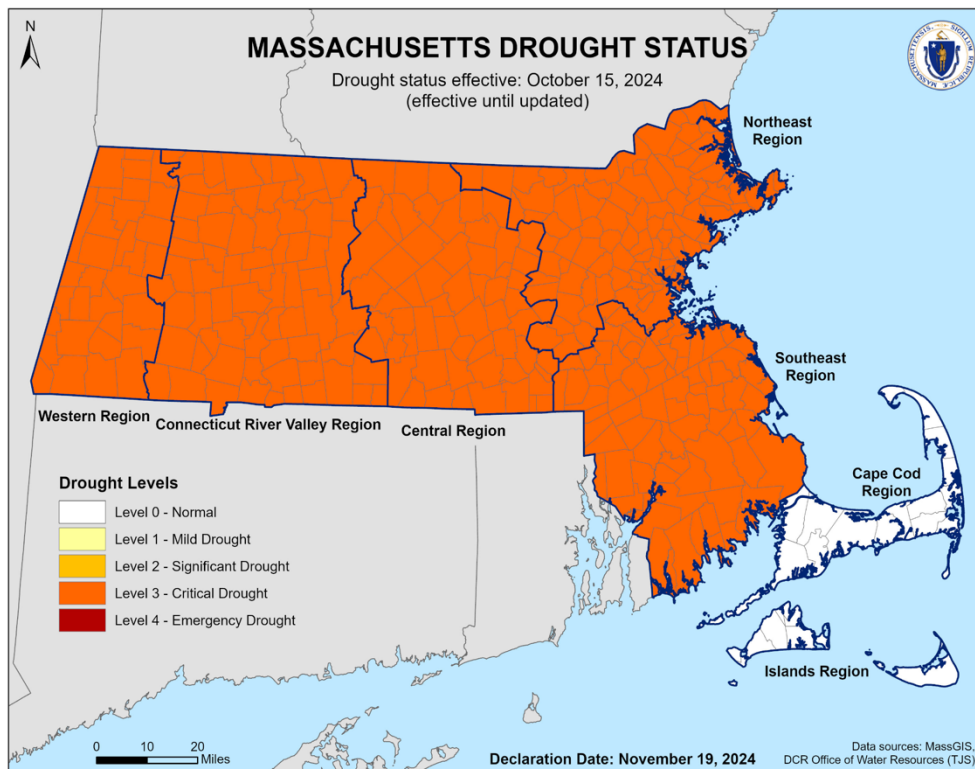 N
MASSACHUSETTS DROUGHT STATUS
Drought status effective: October 15, 2024
(effective until updated)
Northeast
Region
Southeast
Region
Western Region
Connecticut River Valley Region
Central Region
Cape Cod
Region
Islands Region
Drought Levels
Level 0 - Normal
Level 1 - Mild Drought
Level 2 - Significant Drought
Level 3 - Critical Drought
Level 4 - Emergency Drought
0 10 20
Miles
Declaration Date: November 19, 2024
Data sources: MassGIS,
DCR Office of Water Resources (TJS)